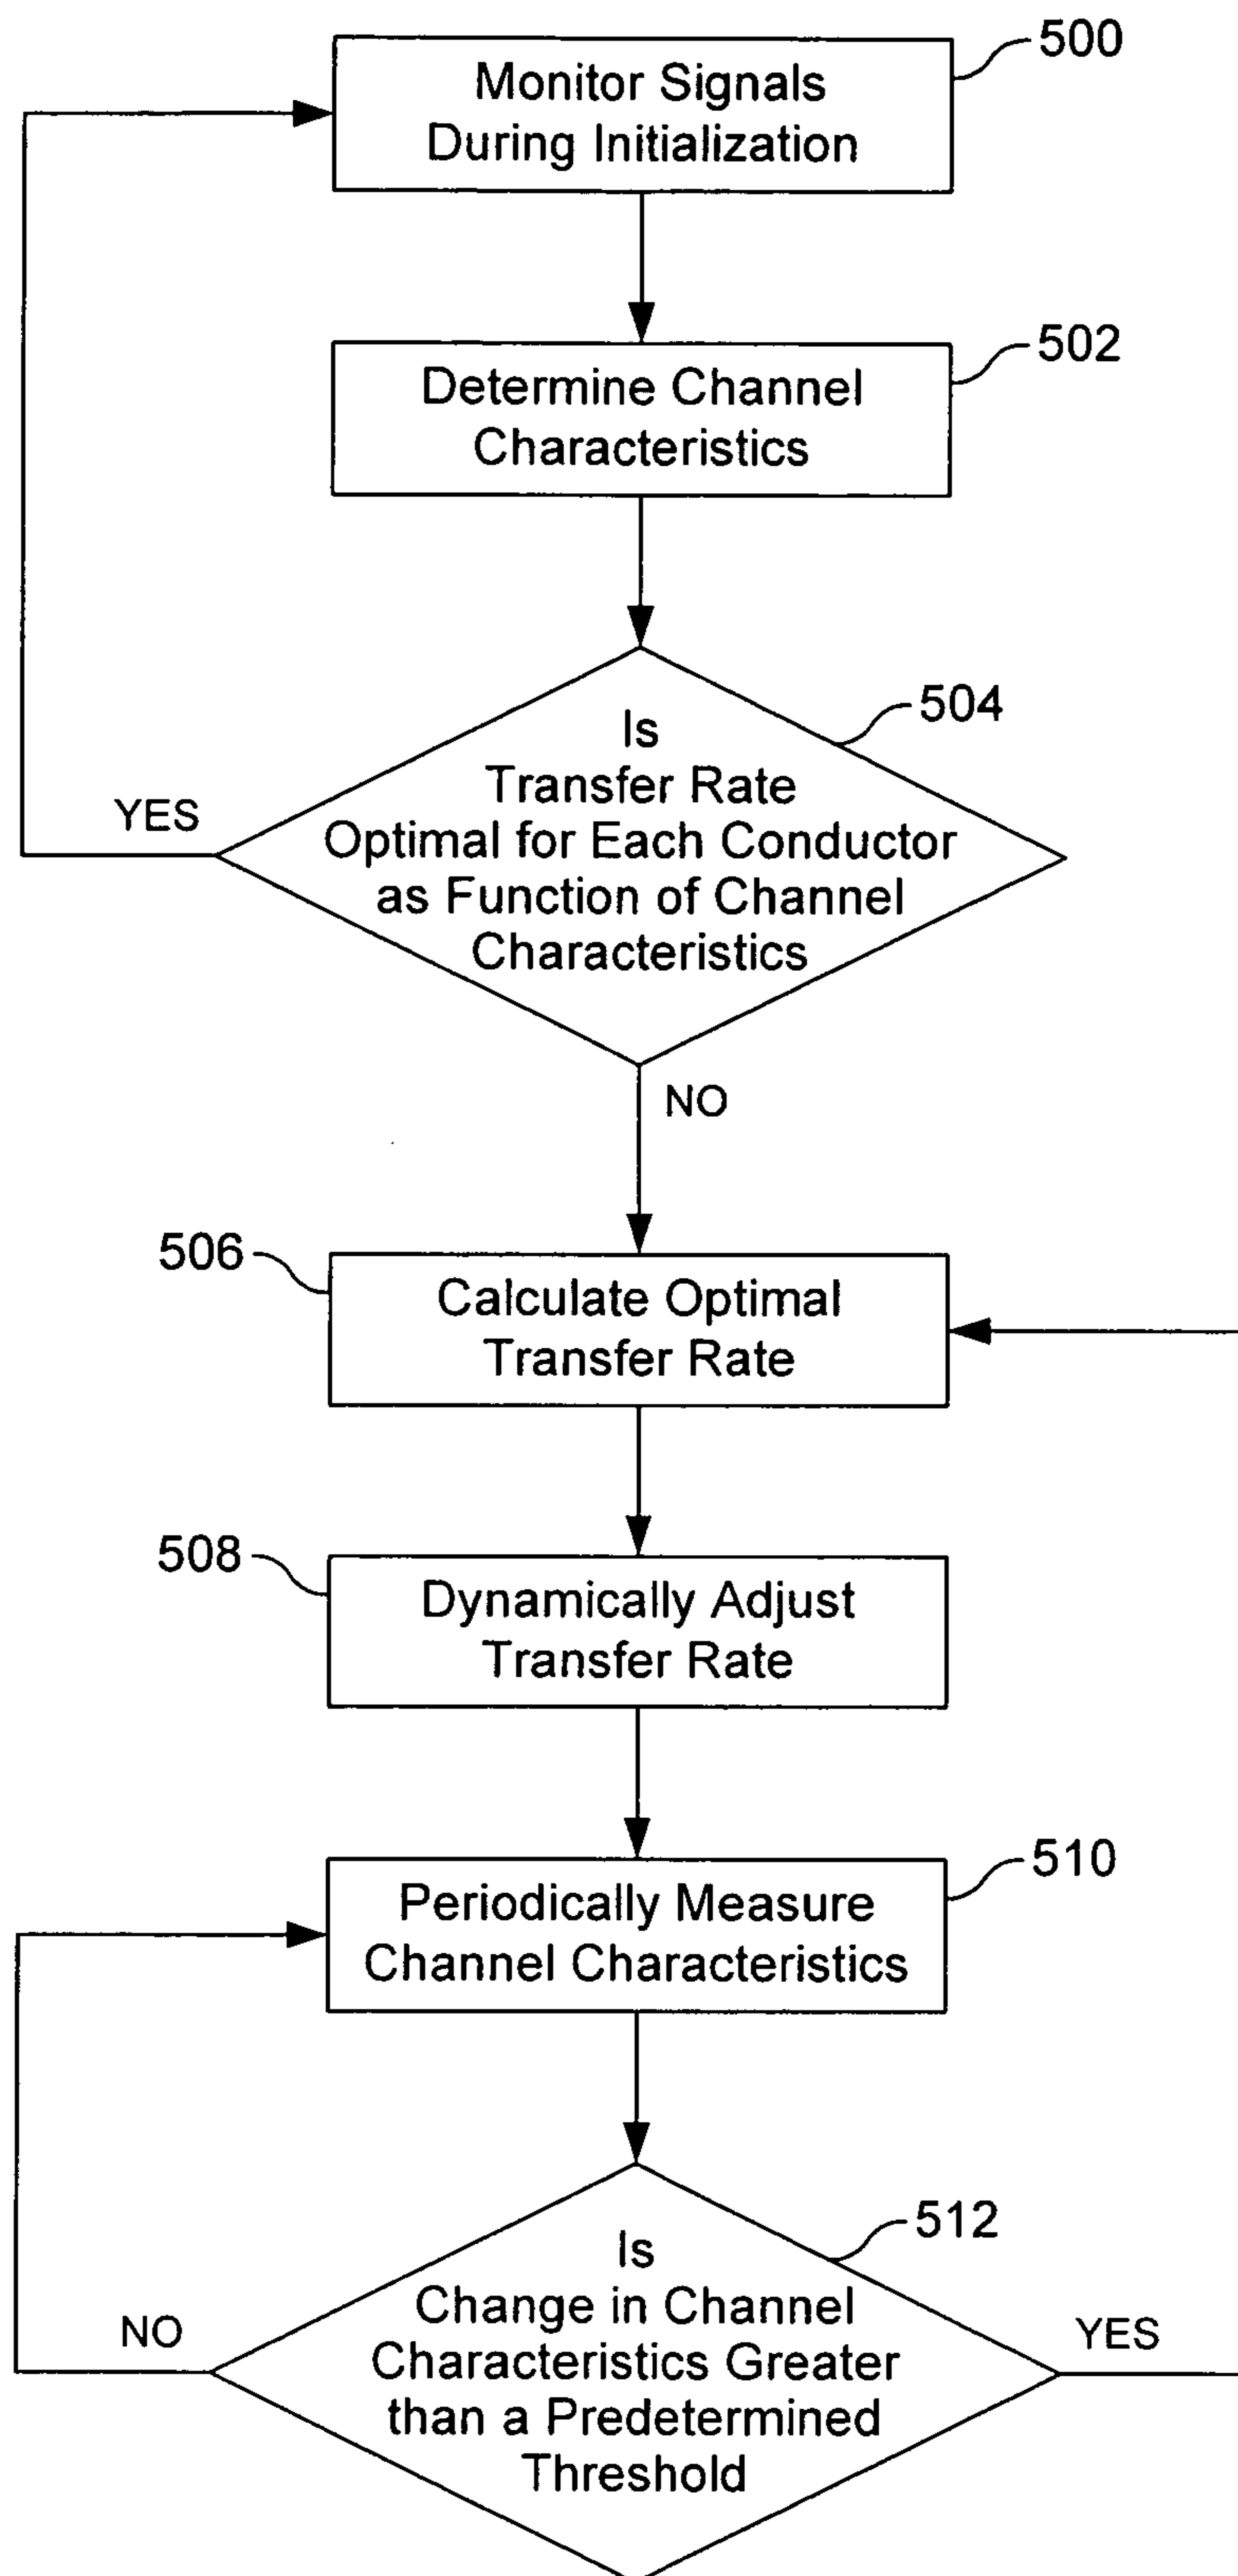 500
Monitor Signals
During Initialization
502
Determine Channel
Characteristics
504
Is
Transfer Rate
Optimal for Each Conductor
as Function of Channel
Characteristics
YES
NO
506
Calculate Optimal
Transfer Rate
508
Dynamically Adjust
Transfer Rate
510
Periodically Measure
Channel Characteristics
512
Is
Change in Channel
Characteristics Greater
than a Predetermined
Threshold
NO
YES